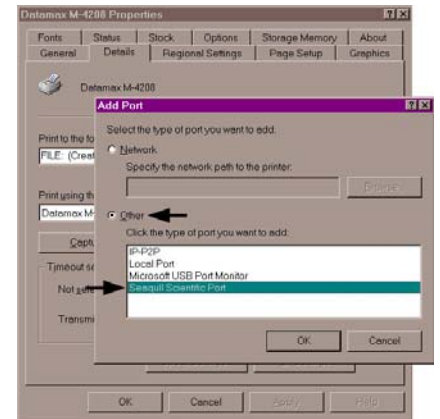 Datamax M-4208 Properties
Fonts Status Stock Options Storage Memory About
General Details Regional Settings Page Setup Graphics
Datamax M-4208
Add Port
Select the type of port you want to add:
Print to the fo
Network
FILE: (Creat
Specify the network path to the printer:
Browse...
Print using th
Datamax M-
Other
Click the type of port you want to add:
Capt
IP-P2P
Local Port
Timeout se
Microsoft USB Port Monitor
Not sele
Seagull Scientific Port
Transmi
OK Cancel
OK Cancel Apply Help